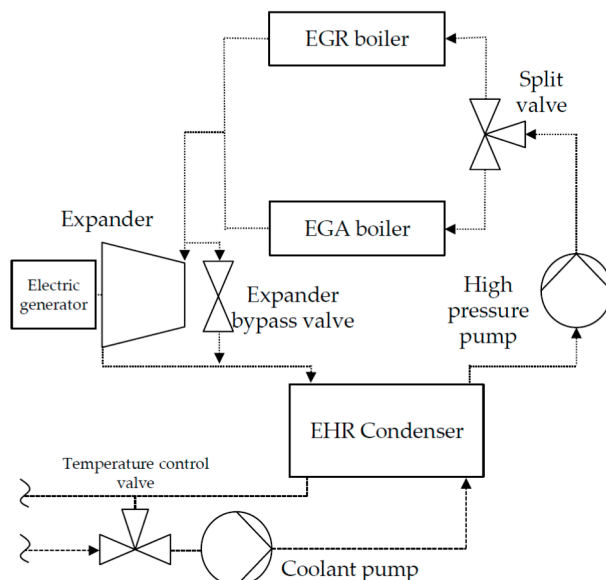 EGR boiler
Split
valve
EGA boiler
Expander
Electric
generator
Expander
bypass valve
High
pressure
pump
EHR Condenser
Temperature control
valve
Coolant pump